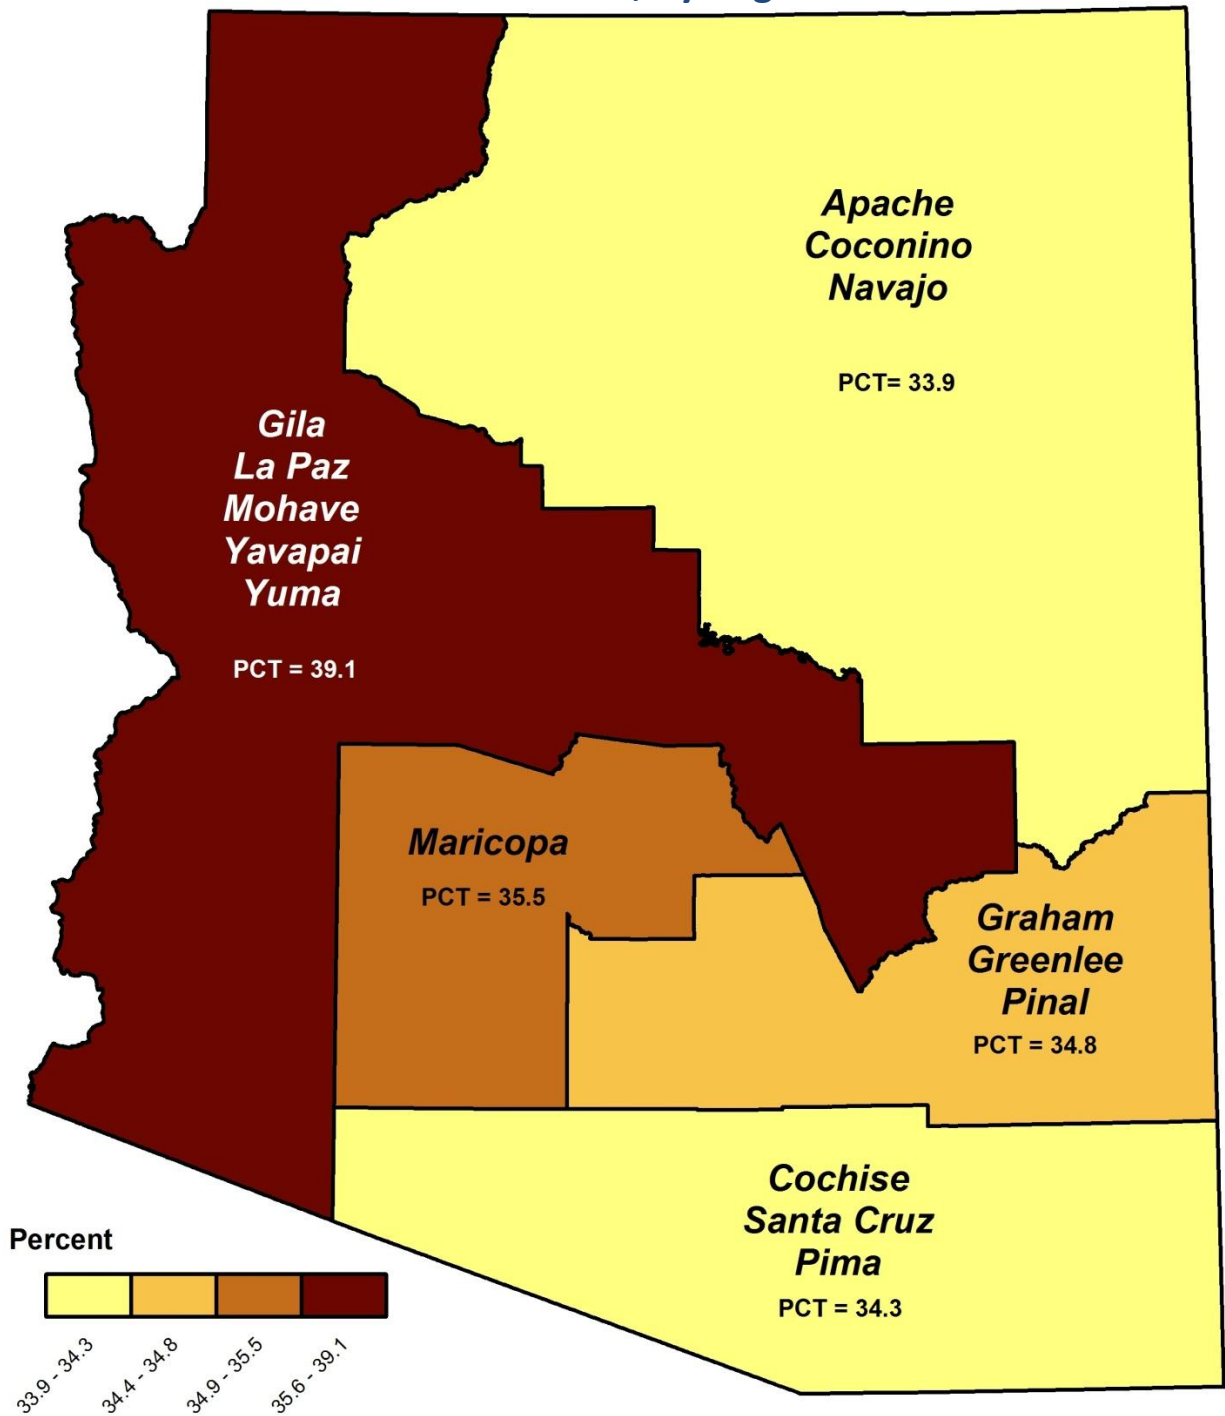 Apache
Coconino
Navajo
PCT= 33.9
Gila
La Paz
Mohave
Yavapai
Yuma
PCT = 39.1
Maricopa
PCT = 35.5
Graham
Greenlee
Pinal
PCT = 34.8
Cochise
Santa Cruz
Pima
PCT = 34.3
Percent
33.9 - 34.3
34.4 - 34.8
34.9 - 35.5
35.6 - 39.1